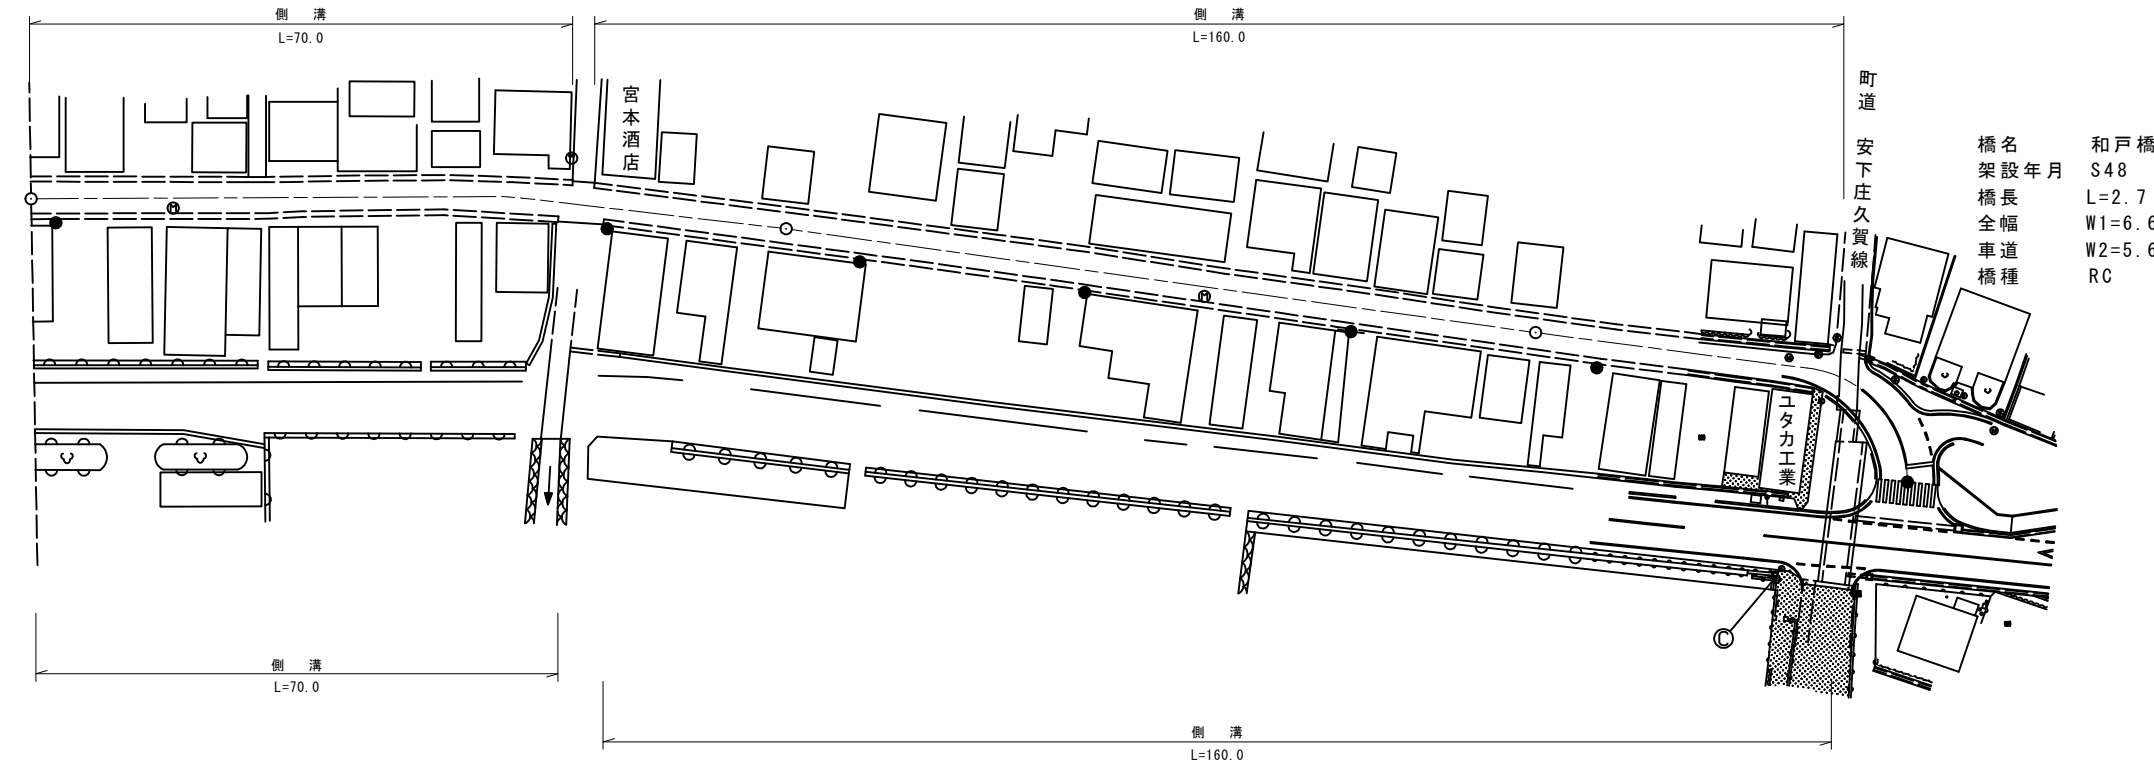 側 溝
L=70.0
側 溝
L=160.0
宮本酒店
町道 安下庄久賀線
橋名 和戸橋
架設年月 S48
橋長 L=2.7
全幅 W1=6.6
車道 W2=5.6
橋種 RC
M
M
M
ユタカ工業
C
側 溝
L=70.0
側 溝
L=160.0